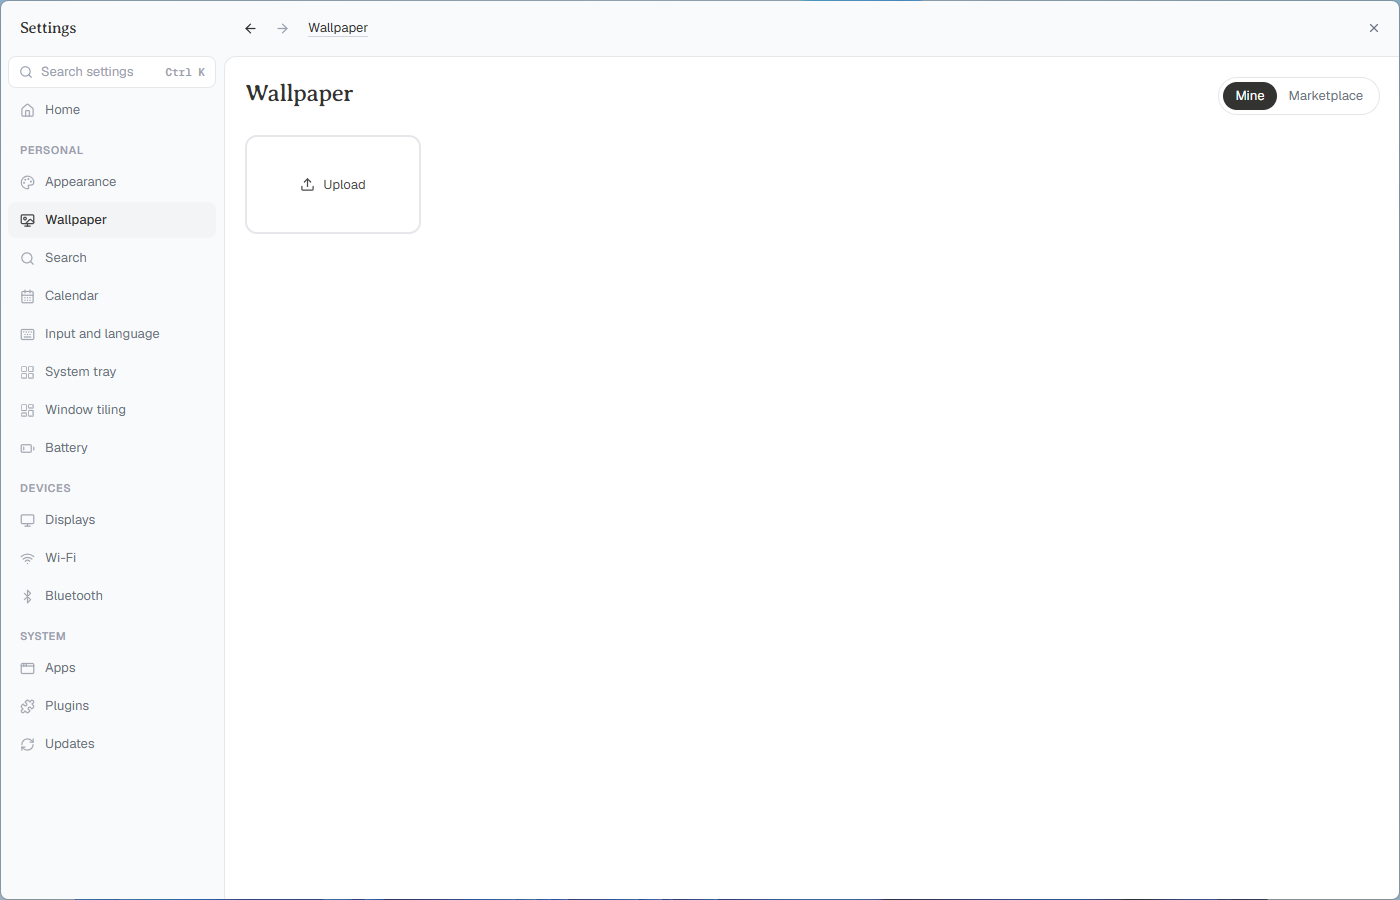 Settings
Wallpaper
Search settings Ctrl K
Home
PERSONAL
Appearance
Wallpaper
Search
Calendar
Input and language
System tray
Window tiling
Battery
DEVICES
Displays
Wi-Fi
Bluetooth
SYSTEM
Apps
Plugins
Updates
Wallpaper
Mine Marketplace
Upload